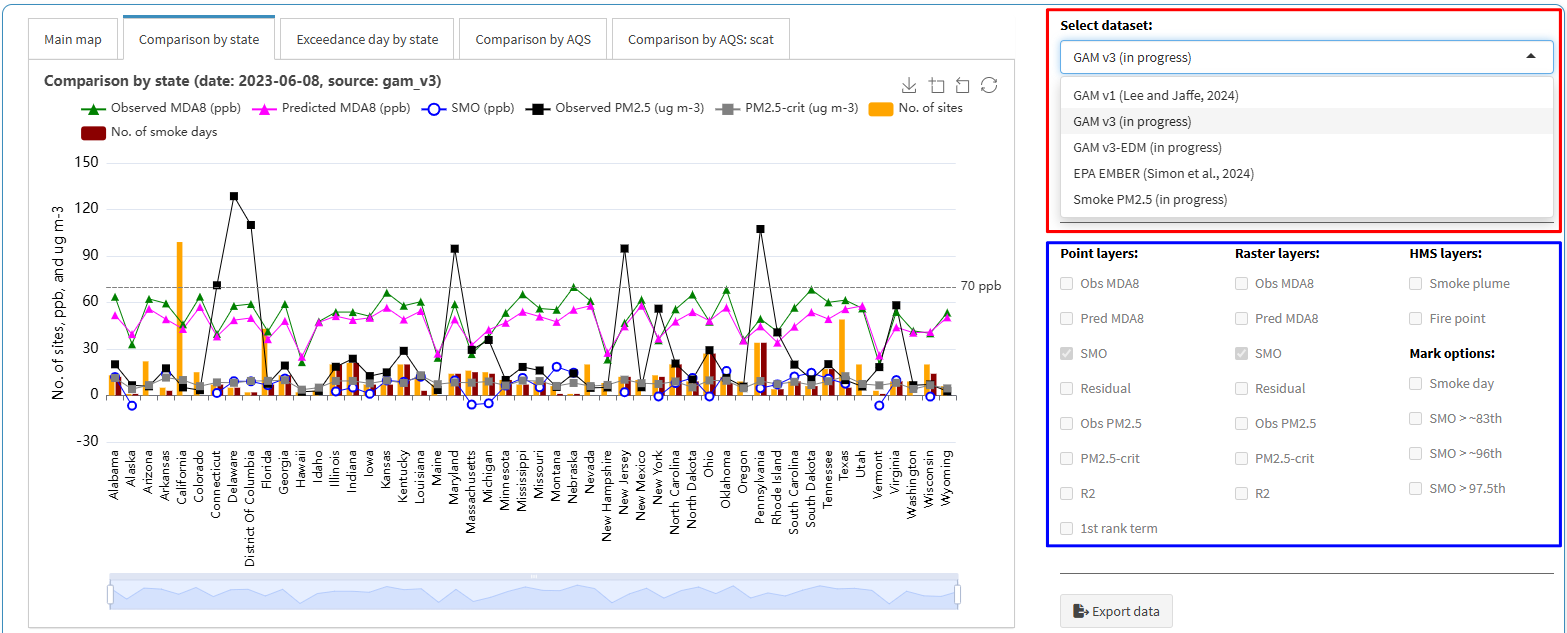 Main map
Comparison by state
Exceedance day by state
Comparison by AQS
Comparison by AQS: scat
Comparison by state (date: 2023-06-08, source: gam_v3)
Observed MDA8 (ppb)
Predicted MDA8 (ppb)
SMO (ppb)
Observed PM2.5 (ug m-3)
PM2.5-crit (ug m-3)
No. of sites
No. of smoke days
No. of sites, ppb, and ug m-3
150
120
90
60
30
0
-30
70 ppb
Alabama
Alaska
Arizona
Arkansas
California
Colorado
Connecticut
Delaware
District Of Columbia
Florida
Georgia
Hawaii
Idaho
Illinois
Indiana
Iowa
Kansas
Kentucky
Louisiana
Maine
Maryland
Massachusetts
Michigan
Minnesota
Mississippi
Missouri
Montana
Nebraska
Nevada
New Hampshire
New Jersey
New Mexico
New York
North Carolina
North Dakota
Ohio
Oklahoma
Oregon
Pennsylvania
Rhode Island
South Carolina
South Dakota
Tennessee
Texas
Utah
Vermont
Virginia
Washington
Wisconsin
Wyoming
Select dataset:
GAM v3 (in progress)
GAM v1 (Lee and Jaffe, 2024)
GAM v3 (in progress)
GAM v3-EDM (in progress)
EPA EMBER (Simon et al., 2024)
Smoke PM2.5 (in progress)
Point layers:
Obs MDA8
Pred MDA8
SMO
Residual
Obs PM2.5
PM2.5-crit
R2
1st rank term
Raster layers:
Obs MDA8
Pred MDA8
SMO
Residual
Obs PM2.5
PM2.5-crit
R2
HMS layers:
Smoke plume
Fire point
Mark options:
Smoke day
SMO > ~83th
SMO > ~96th
SMO > 97.5th
Export data